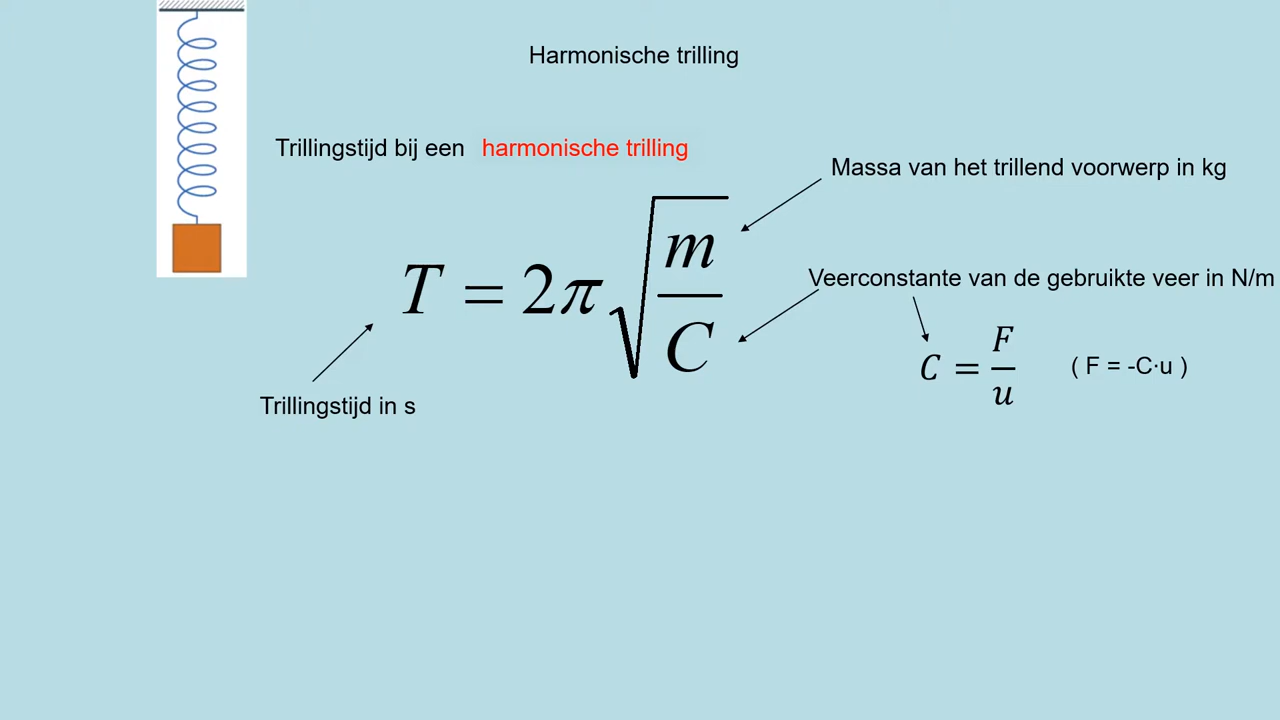 Harmonische trilling
Trillingstijd bij een harmonische trilling
Massa van het trillend voorwerp in kg
T = 2π√(m/C)
Veerconstante van de gebruikte veer in N/m
C = F/u ( F = -C·u )
Trillingstijd in s